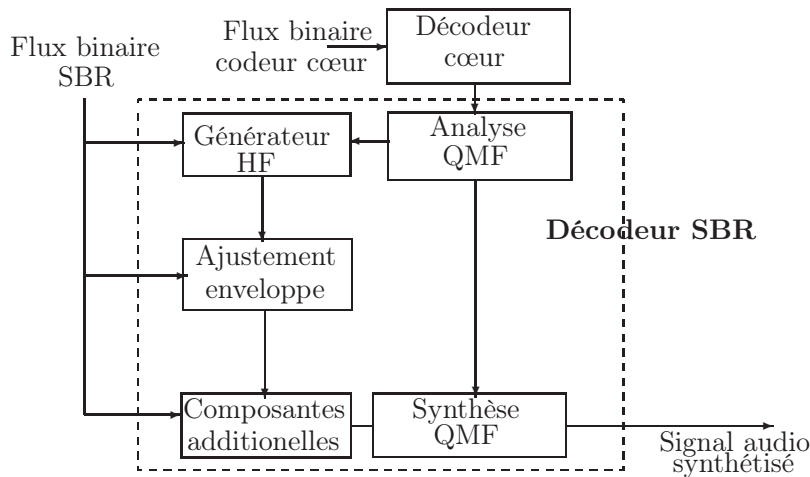 Flux binaire
SBR
Flux binaire
codeur cœur
Décodeur
cœur
Générateur
HF
Analyse
QMF
Décodeur SBR
Ajustement
enveloppe
Composantes
additionelles
Synthèse
QMF
Signal audio
synthétisé